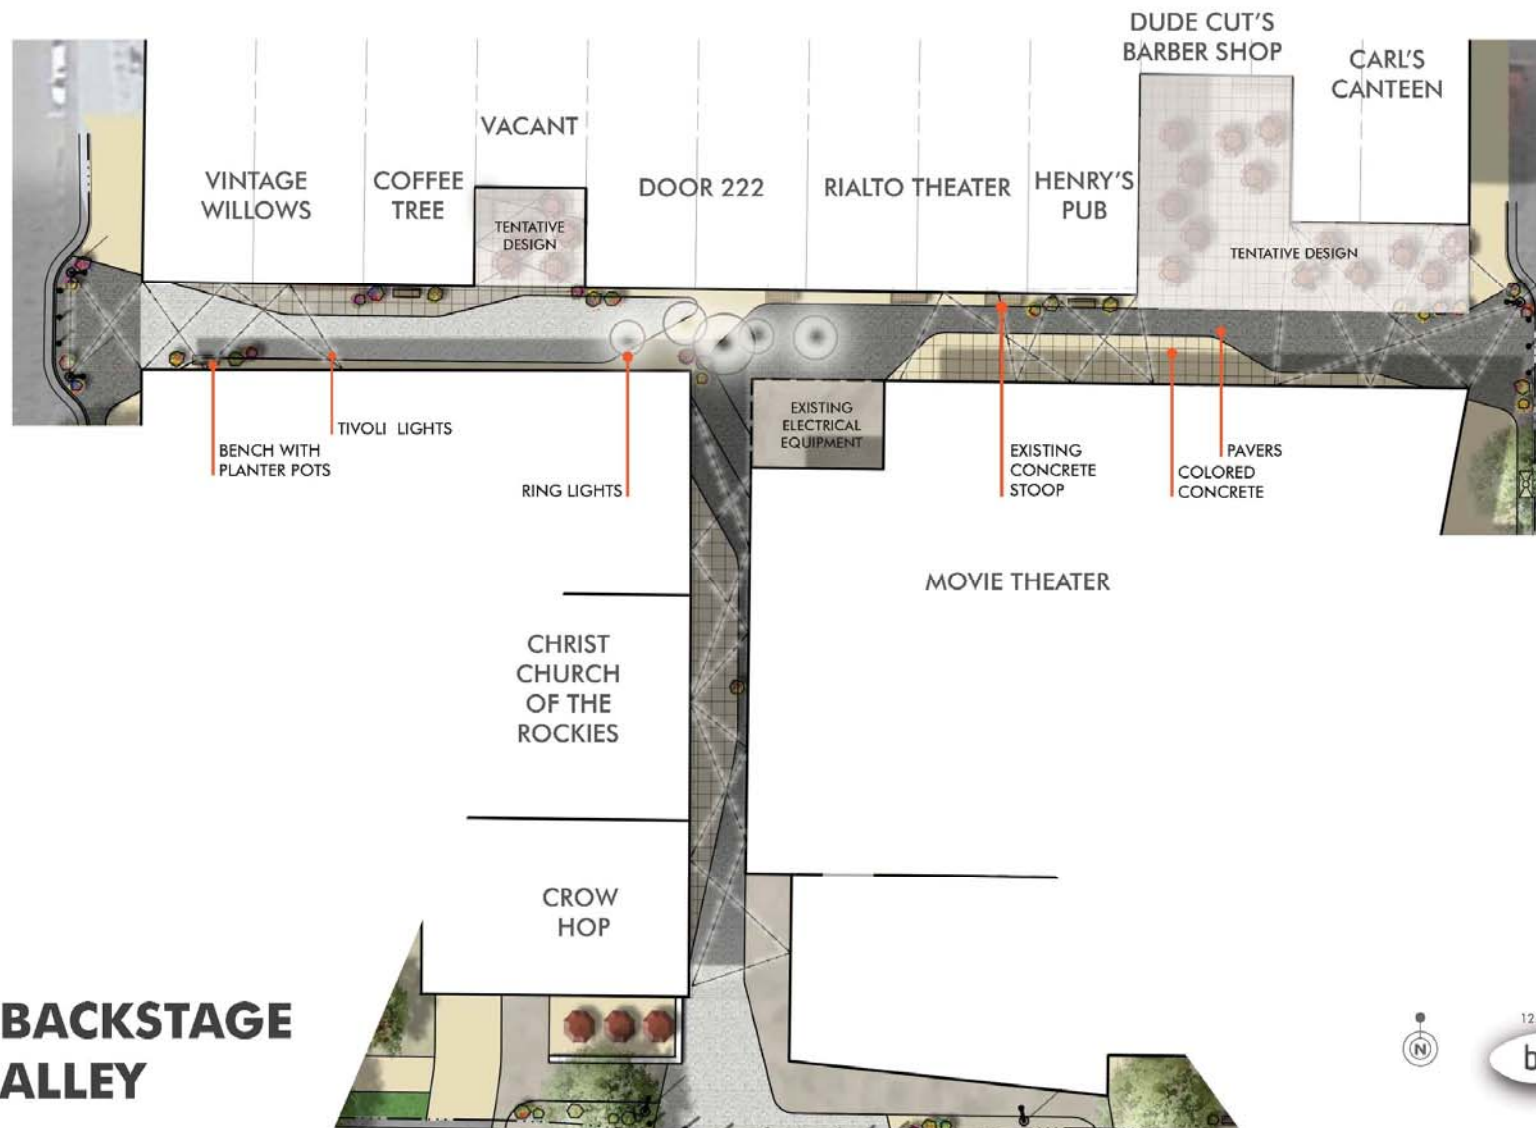 DUDE CUT'S
BARBER SHOP
CARL'S
CANTEEN
VACANT
VINTAGE
WILLOWS
COFFEE
TREE
DOOR 222
RIALTO THEATER
HENRY'S
PUB
TENTATIVE
DESIGN
TENTATIVE DESIGN
EXISTING
ELECTRICAL
EQUIPMENT
TIVOLI LIGHTS
BENCH WITH
PLANTER POTS
RING LIGHTS
EXISTING
CONCRETE
STOOP
PAVERS
COLORED
CONCRETE
MOVIE THEATER
CHRIST
CHURCH
OF THE
ROCKIES
CROW
HOP
BACKSTAGE
ALLEY
N
12
b